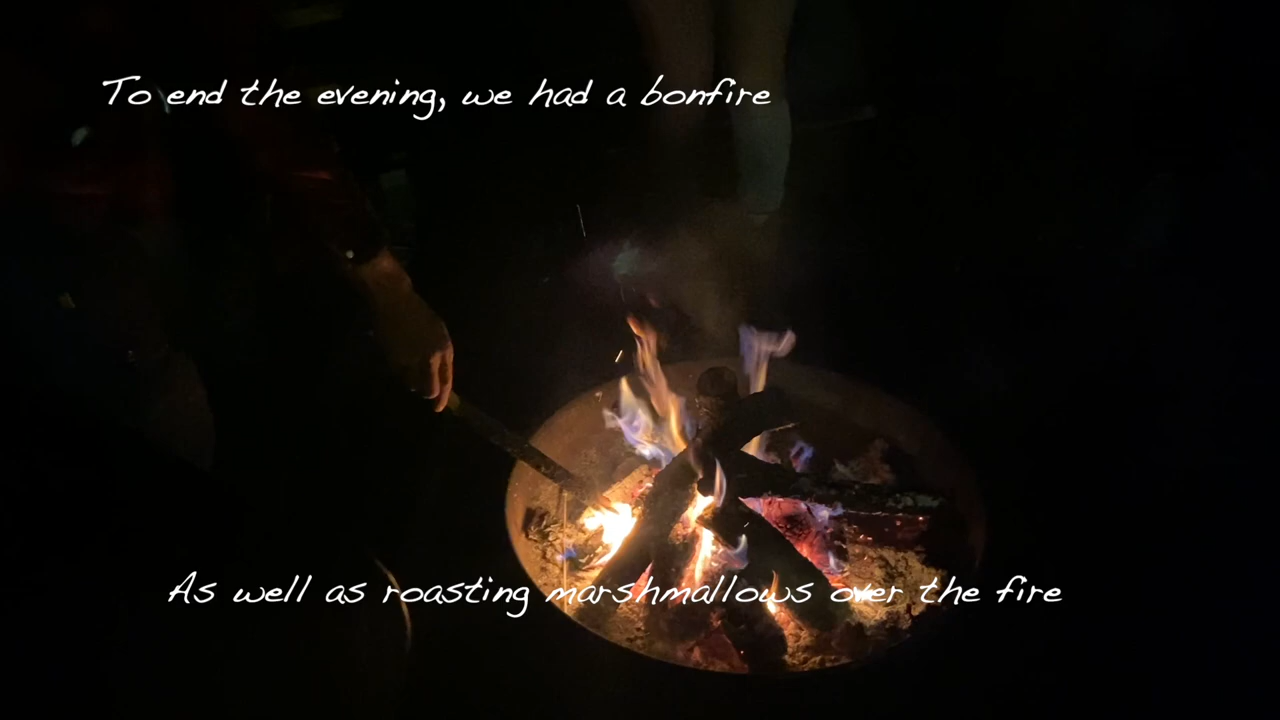 To end the evening, we had a bonfire
As well as roasting marshmallows over the fire